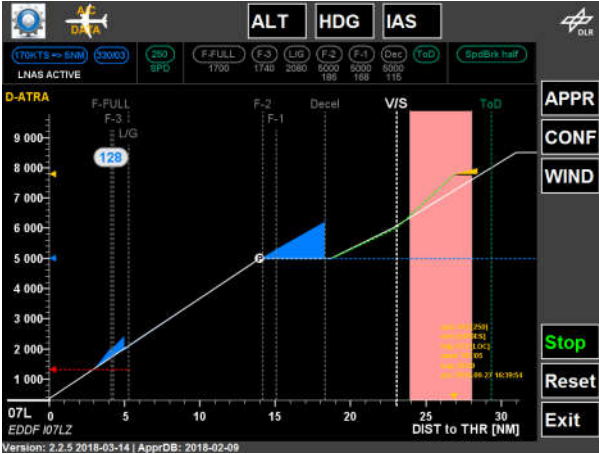 A/C
DATA
ALT
HDG
IAS
DLR
170KTS => 5NM
330/03
250
SPD
F-FULL
1700
F-3
1740
L/G
2080
F-2
5000
186
F-1
5000
168
Dec
5000
115
ToD
SpdBrk half
LNAS ACTIVE
D-ATRA
F-FULL
F-3
L/G
F-2
F-1
Decel
V/S
ToD
APPR
CONF
WIND
128
9 000
8 000
7 000
6 000
5 000
4 000
3 000
2 000
1 000
P
16:39:54
Stop
Reset
Exit
07L
0 5 10 15 20 25 30
EDDF I07LZ
DIST to THR [NM]
Version: 2.2.5 2018-03-14 | ApprDB: 2018-02-09